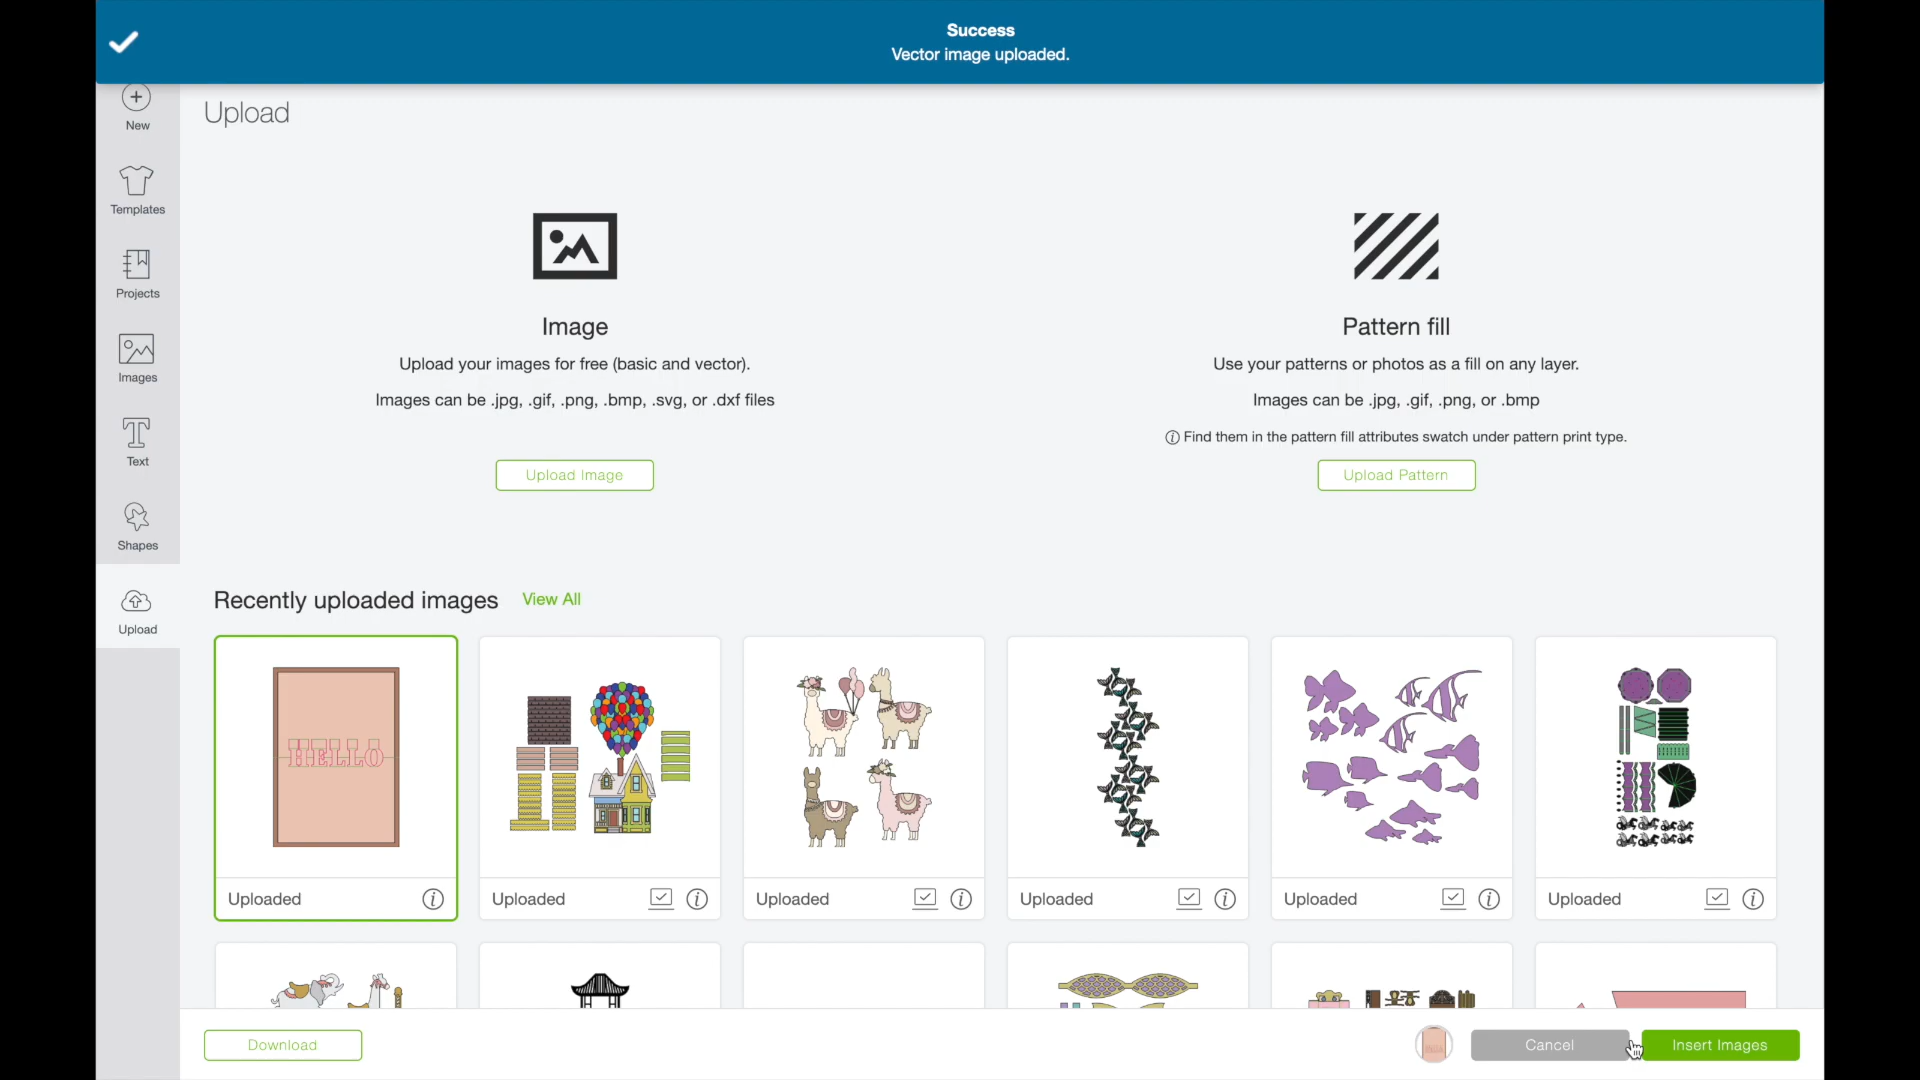 Success
Vector image uploaded.
New
Upload
Templates
Projects
Images
Text
Shapes
Upload
Image
Upload your images for free (basic and vector).
Images can be .jpg, .gif, .png, .bmp, .svg, or .dxf files
Upload Image
Pattern fill
Use your patterns or photos as a fill on any layer.
Images can be .jpg, .gif, .png, or .bmp
Find them in the pattern fill attributes swatch under pattern print type.
Upload Pattern
Recently uploaded images View All
HELLO
Uploaded
Uploaded
Uploaded
Uploaded
Uploaded
Uploaded
Download
Cancel
Insert Images